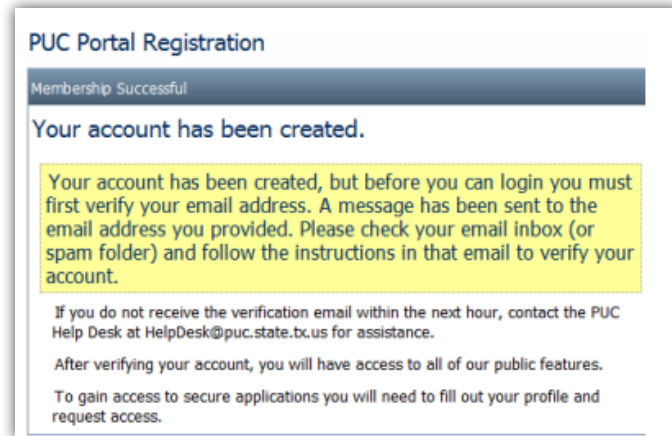 PUC Portal Registration
Membership Successful
Your account has been created.
Your account has been created, but before you can login you must
first verify your email address. A message has been sent to the
email address you provided. Please check your email inbox (or
spam folder) and follow the instructions in that email to verify your
account.
If you do not receive the verification email within the next hour, contact the PUC
Help Desk at HelpDesk@puc.state.tx.us for assistance.
After verifying your account, you will have access to all of our public features.
To gain access to secure applications you will need to fill out your profile and
request access.